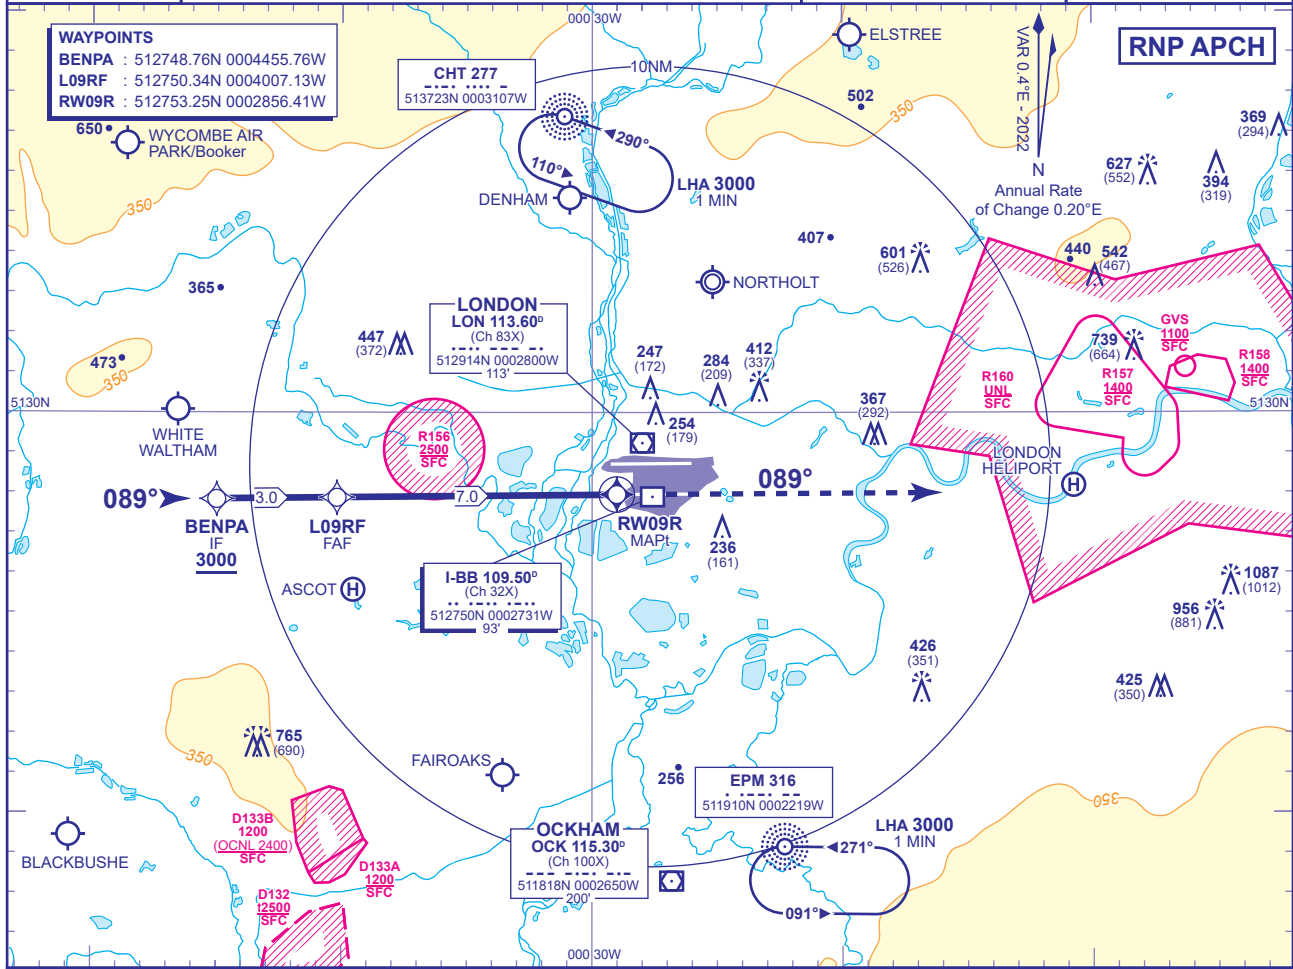 000 30W
WAYPOINTS
BENPA : 512748.76N 0004455.76W
L09RF : 512750.34N 0004007.13W
RW09R : 512753.25N 0002856.41W
CHT 277
513723N 0003107W
10NM
ELSTREE
VAR 0.4°E - 2022
RNP APCH
502
350
369
(294)
650
WYCOMBE AIR
PARK/Booker
290°
110°
LHA 3000
1 MIN
DENHAM
N
Annual Rate
of Change 0.20°E
627
(552)
394
(319)
350
407
601
(526)
440
542
(467)
365
NORTHOLT
LONDON
LON 113.60ᴰ
(Ch 83X)
512914N 0002800W
113'
447
(372)
247
(172)
284
(209)
412
(337)
254
(179)
367
(292)
739
(664)
GVS
1100
SFC
R157
1400
SFC
R158
1400
SFC
R160
UNL
SFC
473
350
5130N
5130N
WHITE
WALTHAM
R156
2500
SFC
LONDON
HELIPORT
H
089°
3.0
7.0
089°
BENPA
IF
3000
L09RF
FAF
RW09R
MAPt
236
(161)
ASCOT H
I-BB 109.50ᴰ
(Ch 32X)
512750N 0002731W
93'
1087
(1012)
956
(881)
426
(351)
425
(350)
765
(690)
350
FAIROAKS
256
EPM 316
511910N 0002219W
350
D133B
1200
(OCNL 2400)
SFC
D133A
1200
SFC
D132
12500
SFC
BLACKBUSHE
OCKHAM
OCK 115.30ᴰ
(Ch 100X)
511818N 0002650W
200'
LHA 3000
1 MIN
271°
091°
000 30W